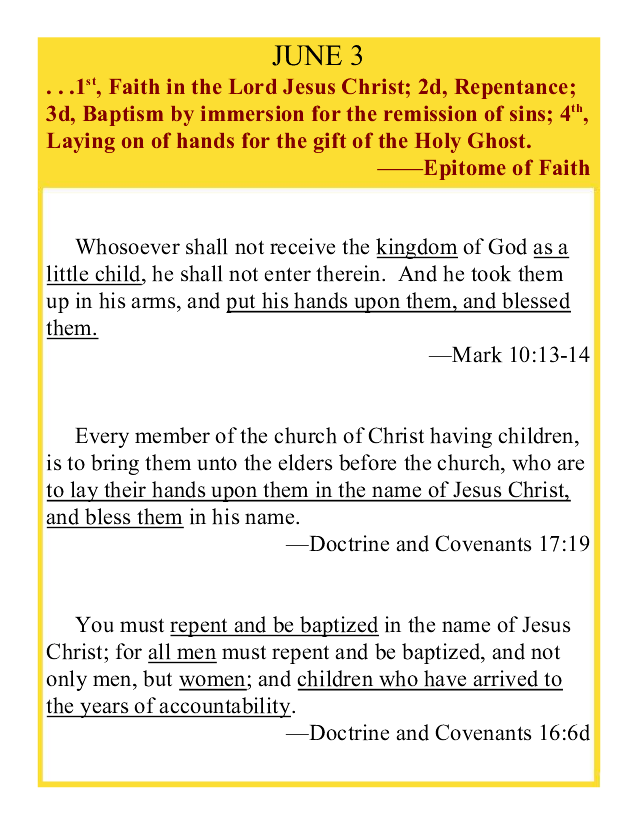 JUNE 3
. . .1st, Faith in the Lord Jesus Christ; 2d, Repentance;
3d, Baptism by immersion for the remission of sins; 4th,
Laying on of hands for the gift of the Holy Ghost.
——Epitome of Faith
Whosoever shall not receive the kingdom of God as a
little child, he shall not enter therein.  And he took them
up in his arms, and put his hands upon them, and blessed
them.
—Mark 10:13-14
Every member of the church of Christ having children,
is to bring them unto the elders before the church, who are
to lay their hands upon them in the name of Jesus Christ,
and bless them in his name.
—Doctrine and Covenants 17:19
You must repent and be baptized in the name of Jesus
Christ; for all men must repent and be baptized, and not
only men, but women; and children who have arrived to
the years of accountability.
—Doctrine and Covenants 16:6d